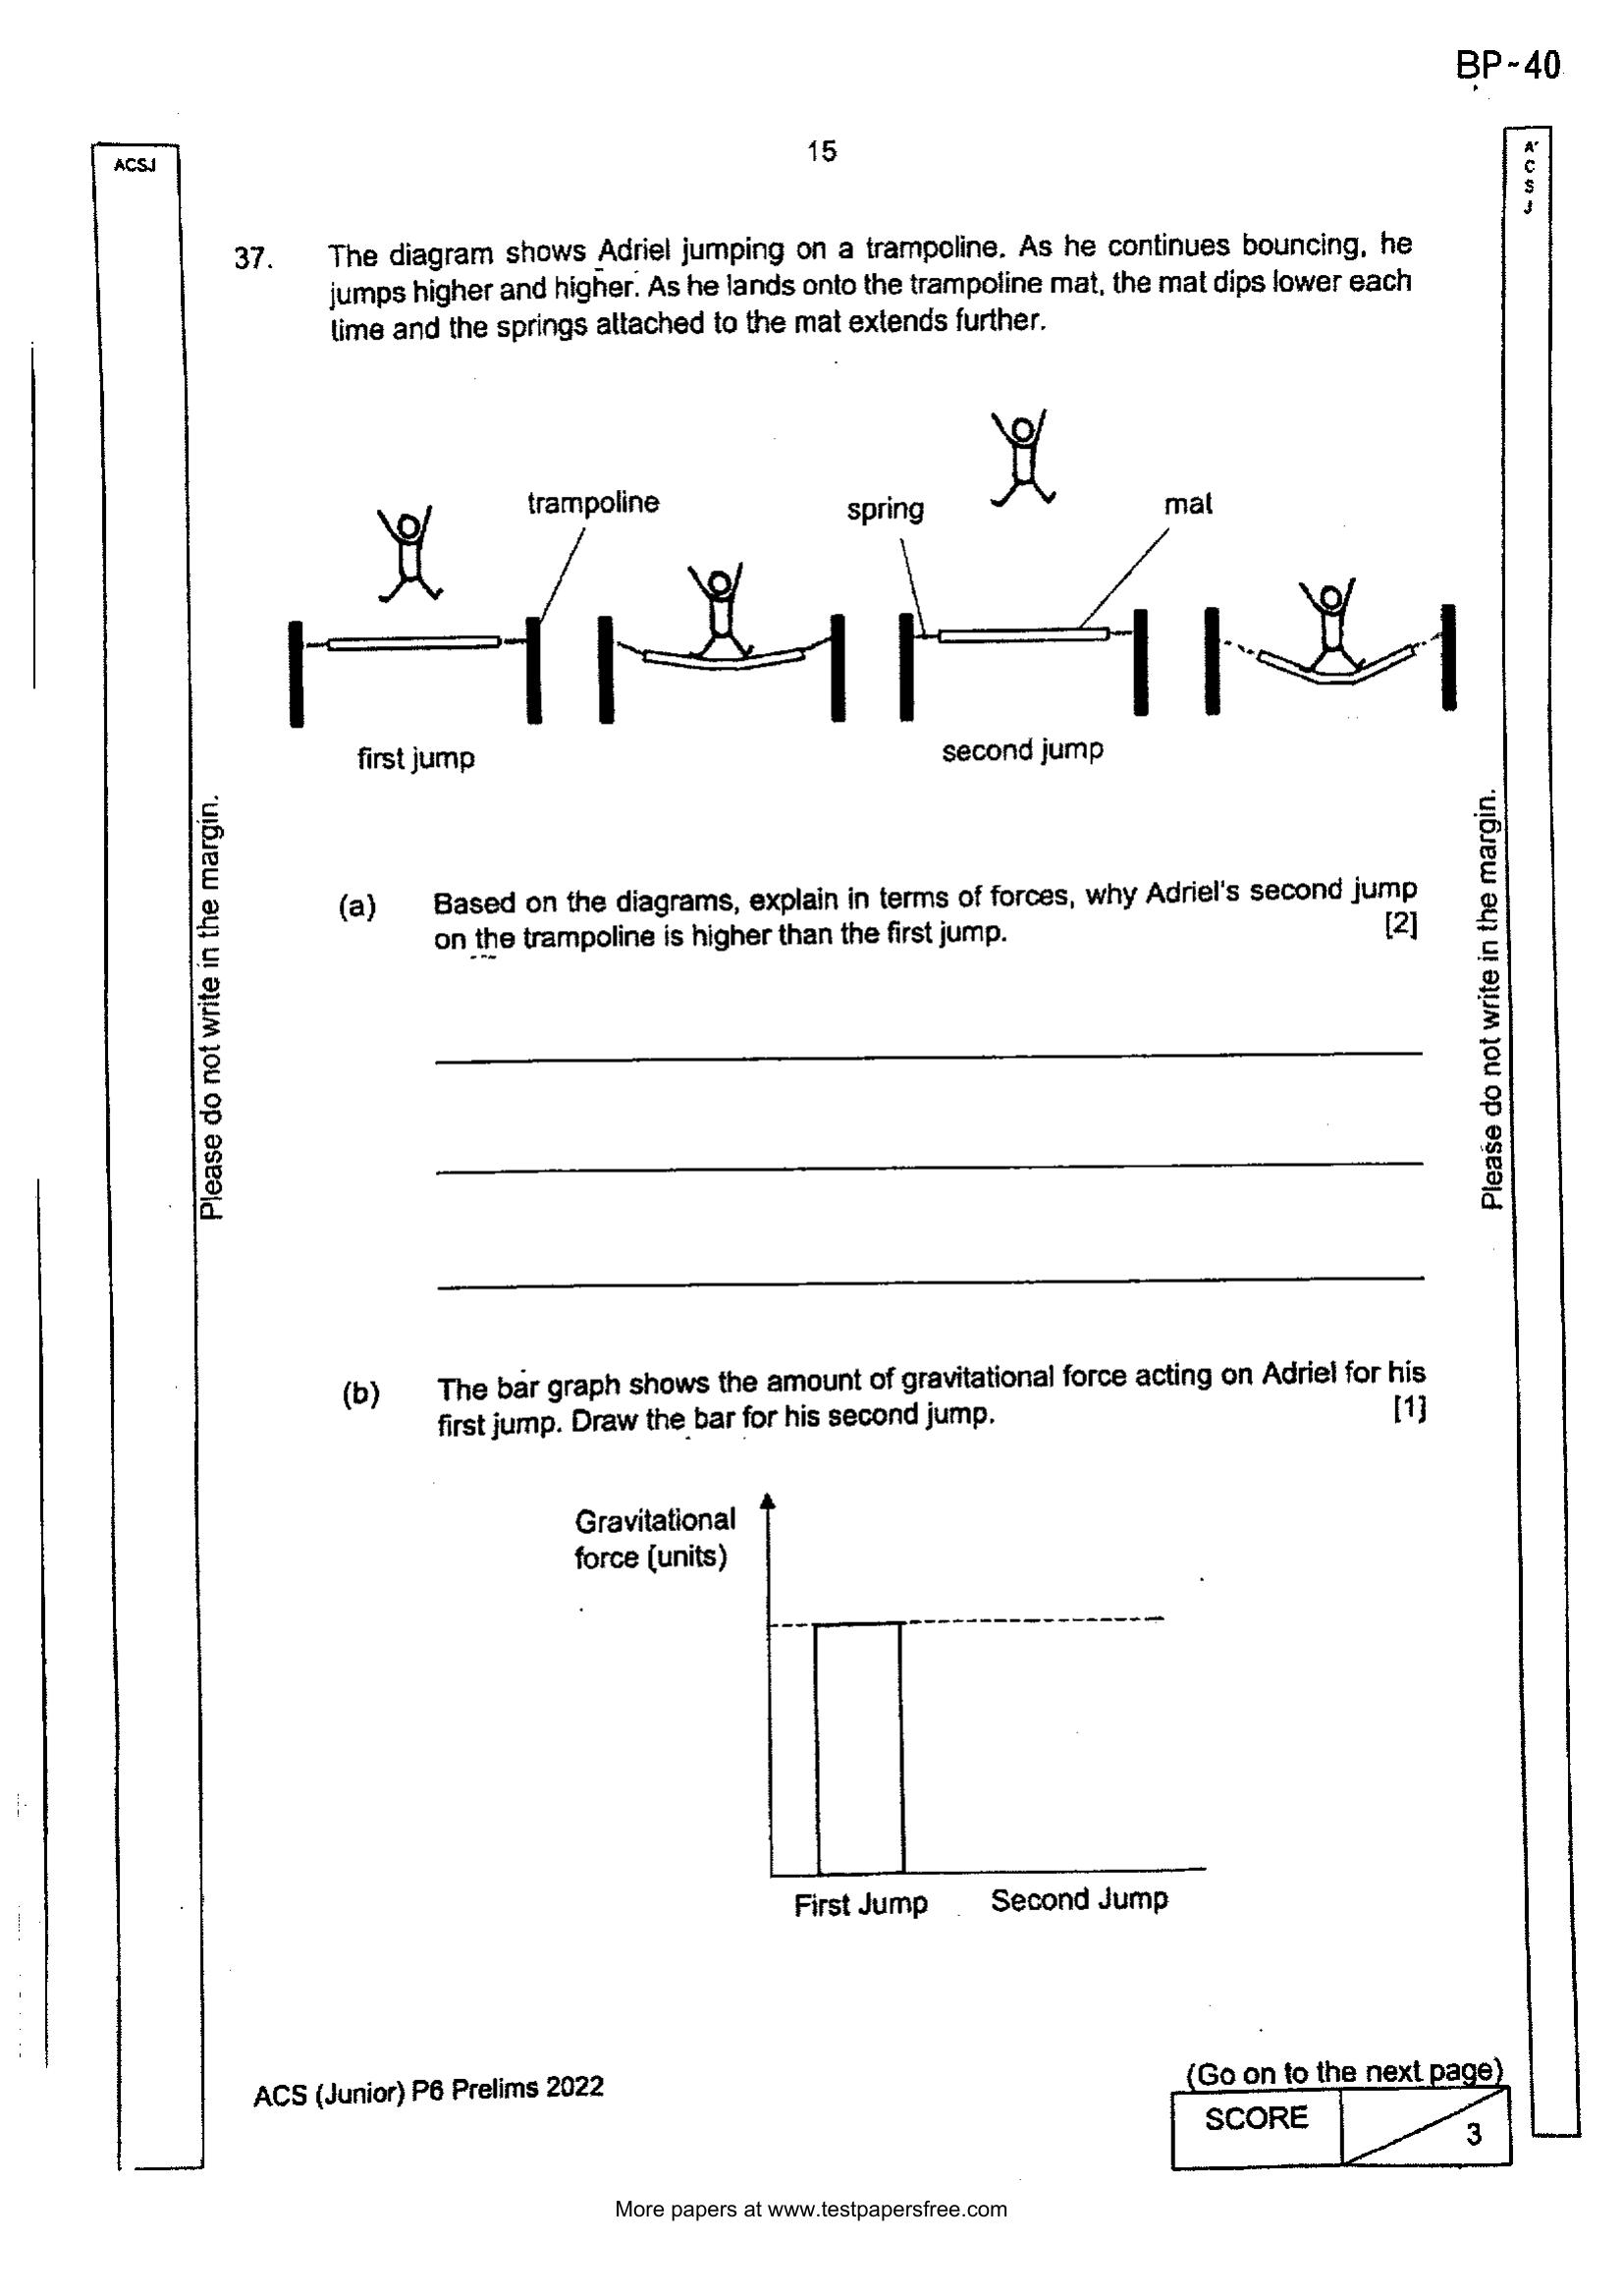 BP-40
15
ACSJ
A
C
S
J
37.
The diagram shows Adriel jumping on a trampoline. As he continues bouncing, he
jumps higher and higher. As he lands onto the trampoline mat, the mat dips lower each
time and the springs attached to the mat extends further.
trampoline
spring
mat
first jump
second jump
Please do not write in the margin.
Please do not write in the margin.
(a)
Based on the diagrams, explain in terms of forces, why Adriel's second jump
on the trampoline is higher than the first jump.
[2]
(b)
The bar graph shows the amount of gravitational force acting on Adriel for his
first jump. Draw the bar for his second jump.
[1]
Gravitational
force (units)
First Jump
Second Jump
ACS (Junior) P6 Prelims 2022
(Go on to the next page)
SCORE
3
More papers at www.testpapersfree.com